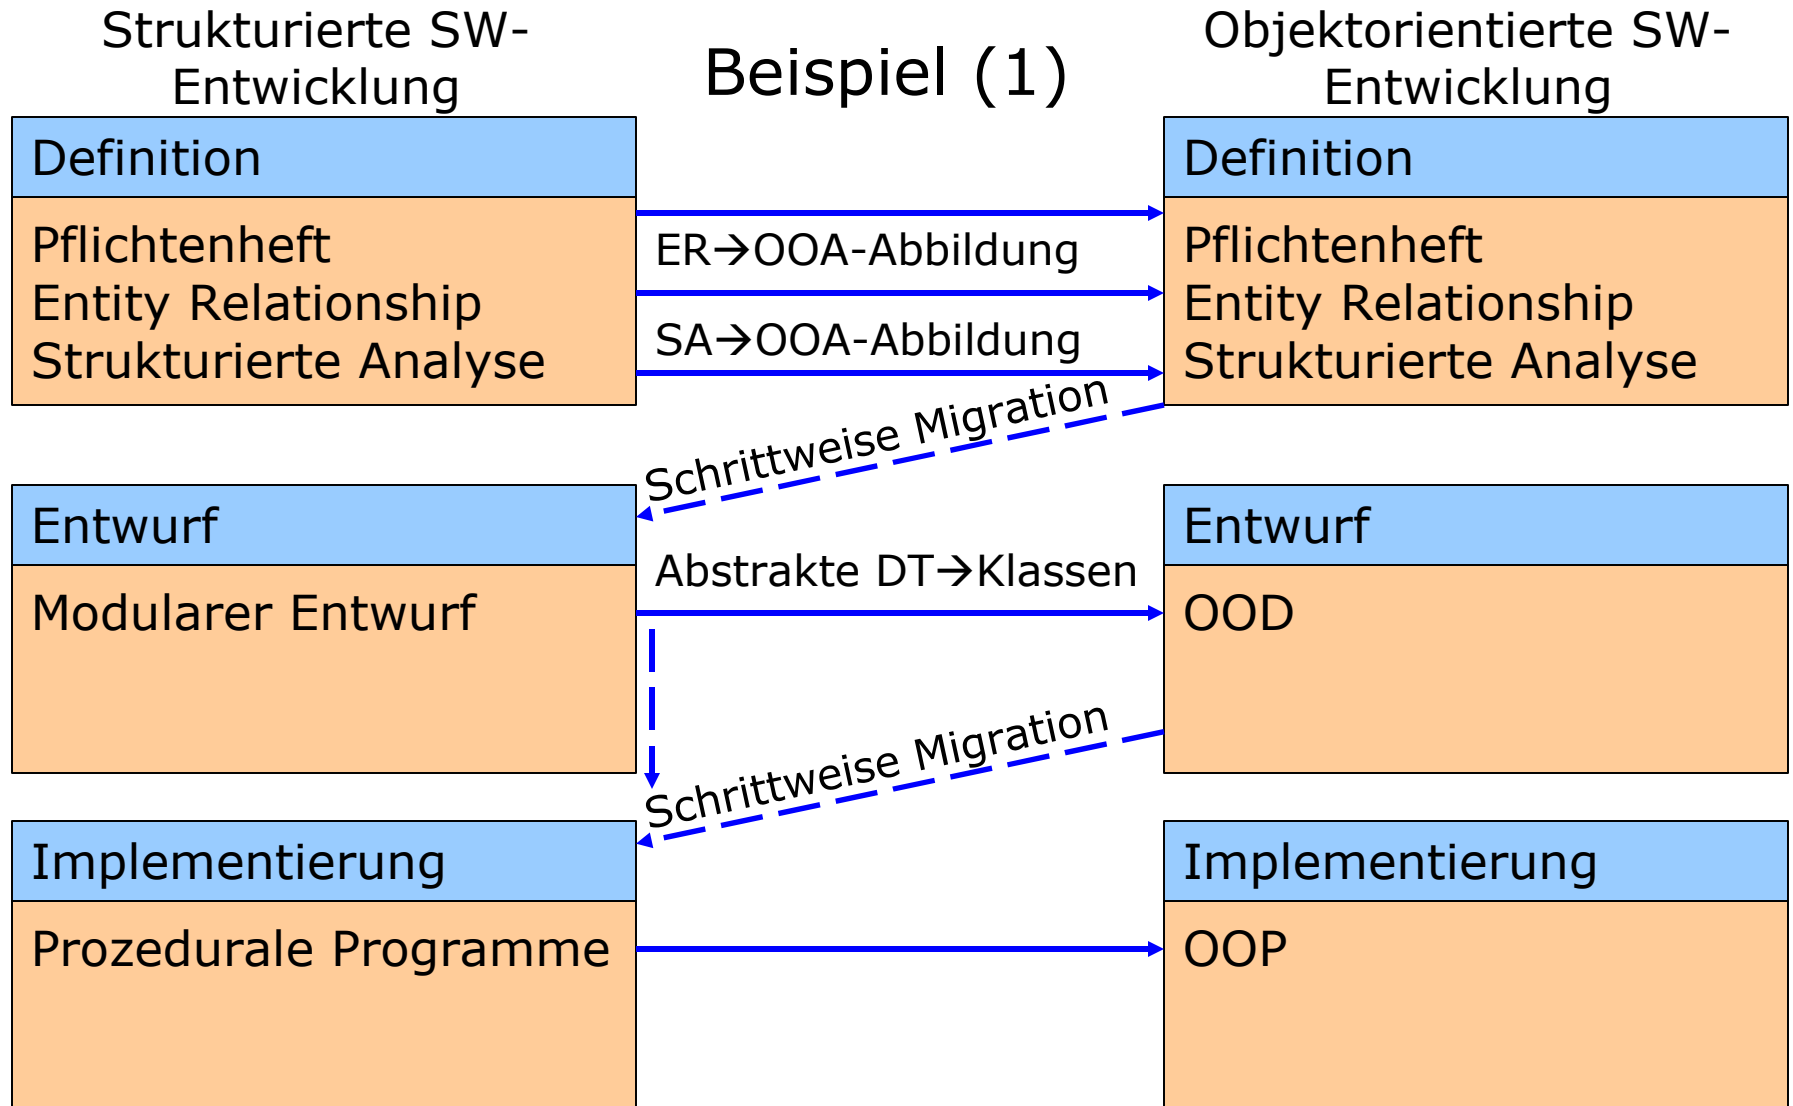 Strukturierte SW-
Entwicklung
Beispiel (1)
Objektorientierte SW-
Entwicklung
Definition
Pflichtenheft
Entity Relationship
Strukturierte Analyse
ER→OOA-Abbildung
SA→OOA-Abbildung
Definition
Pflichtenheft
Entity Relationship
Strukturierte Analyse
Schrittweise Migration
Entwurf
Modularer Entwurf
Abstrakte DT→Klassen
Entwurf
OOD
Schrittweise Migration
Implementierung
Prozedurale Programme
Implementierung
OOP